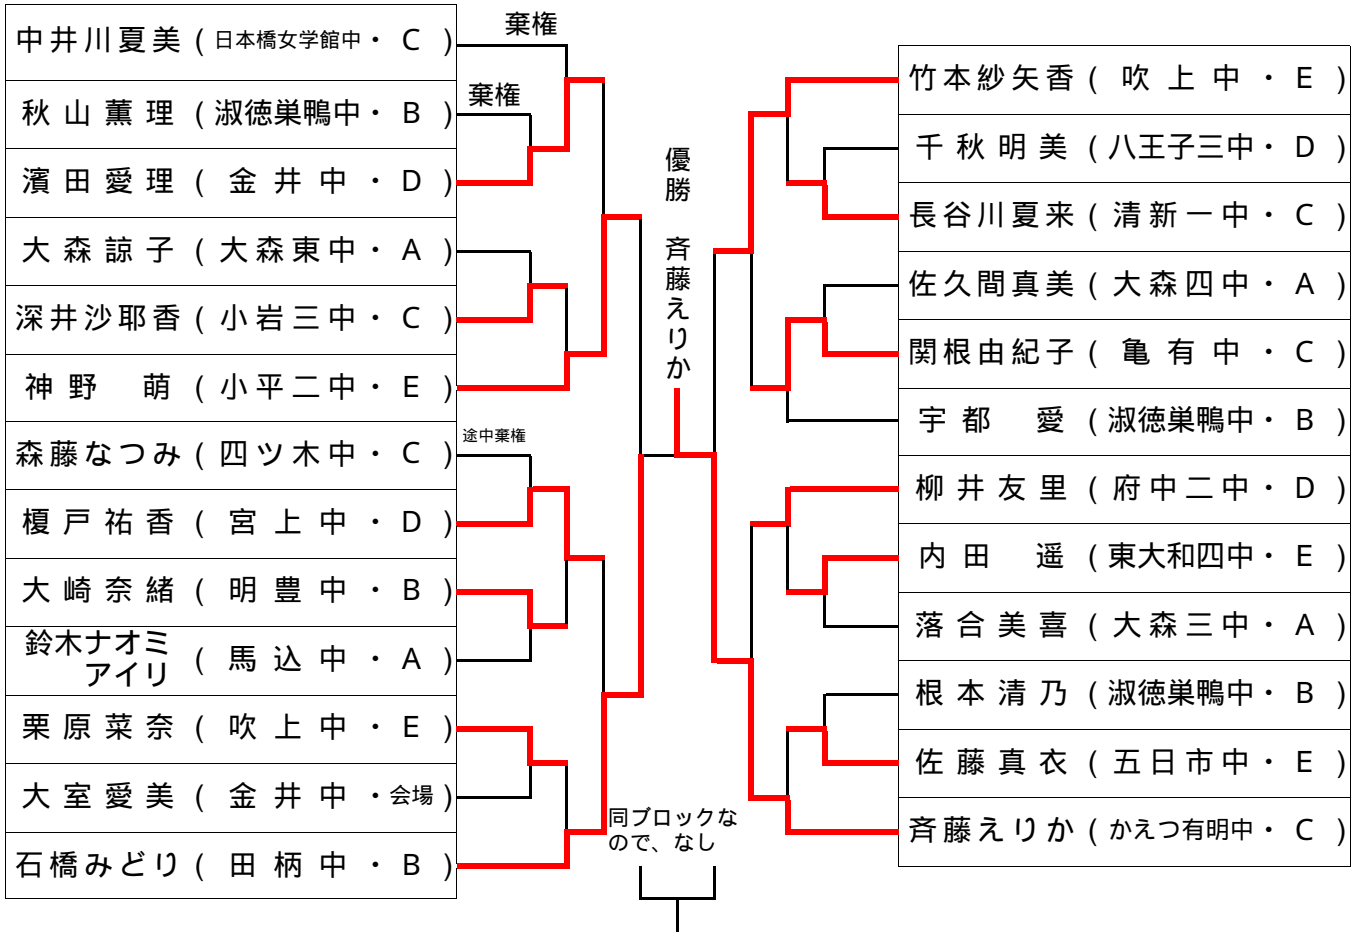 中井川夏美 ( 日本橋女学館中・ C )
秋山薫理 ( 淑徳巣鴨中・ B )
濱田愛理 ( 金井中・ D )
大森諒子 ( 大森東中・ A )
深井沙耶香 ( 小岩三中・ C )
神野　萌 ( 小平二中・ E )
森藤なつみ ( 四ツ木中・ C )
榎戸祐香 ( 宮上中・ D )
大崎奈緒 ( 明豊中・ B )
鈴木ナオミ
アイリ ( 馬込中・ A )
栗原菜奈 ( 吹上中・ E )
大室愛美 ( 金井中・会場 )
石橋みどり ( 田柄中・ B )
棄権
棄権
途中棄権
優勝　斉藤えりか
同ブロックな
ので、なし
竹本紗矢香 ( 吹上中・ E )
千秋明美 ( 八王子三中・ D )
長谷川夏来 ( 清新一中・ C )
佐久間真美 ( 大森四中・ A )
関根由紀子 ( 亀有中・ C )
宇都　愛 ( 淑徳巣鴨中・ B )
柳井友里 ( 府中二中・ D )
内田　遥 ( 東大和四中・ E )
落合美喜 ( 大森三中・ A )
根本清乃 ( 淑徳巣鴨中・ B )
佐藤真衣 ( 五日市中・ E )
斉藤えりか ( かえつ有明中・ C )